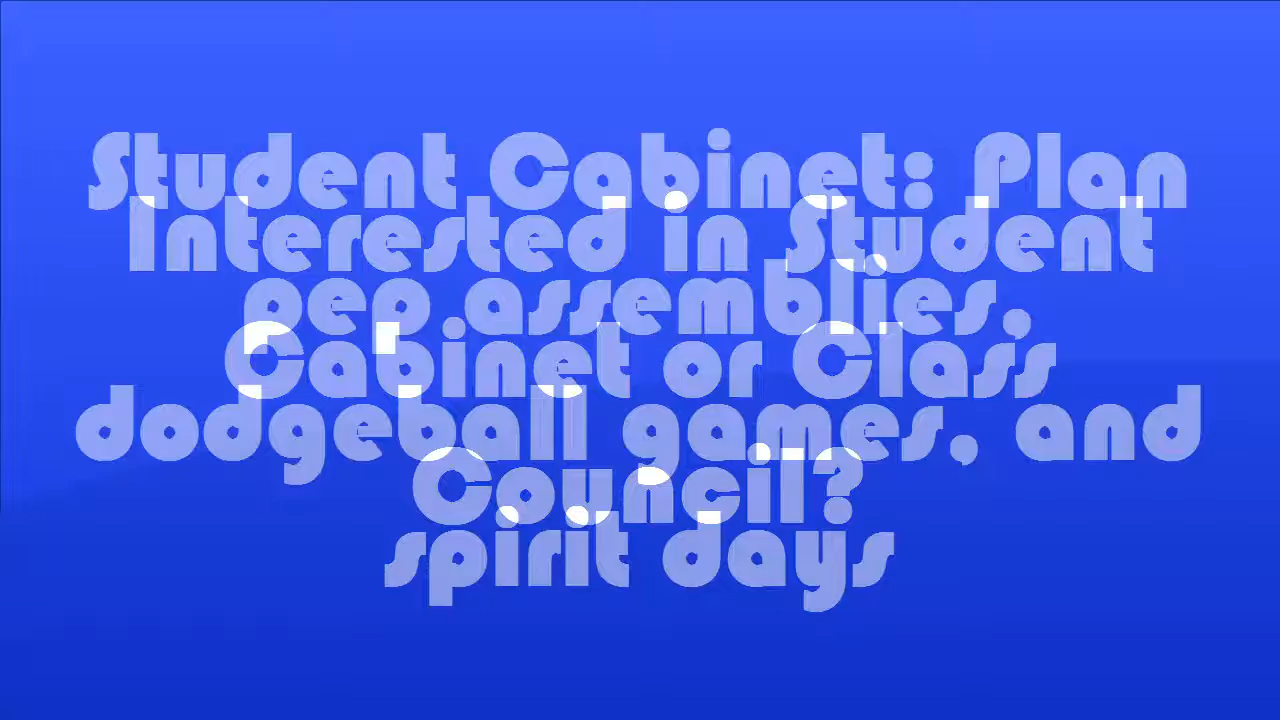 Student Cabinet: Plan
Interested in Student
pep assemblies,
Cabinet or Class
dodgeball games, and
Council?
spirit days